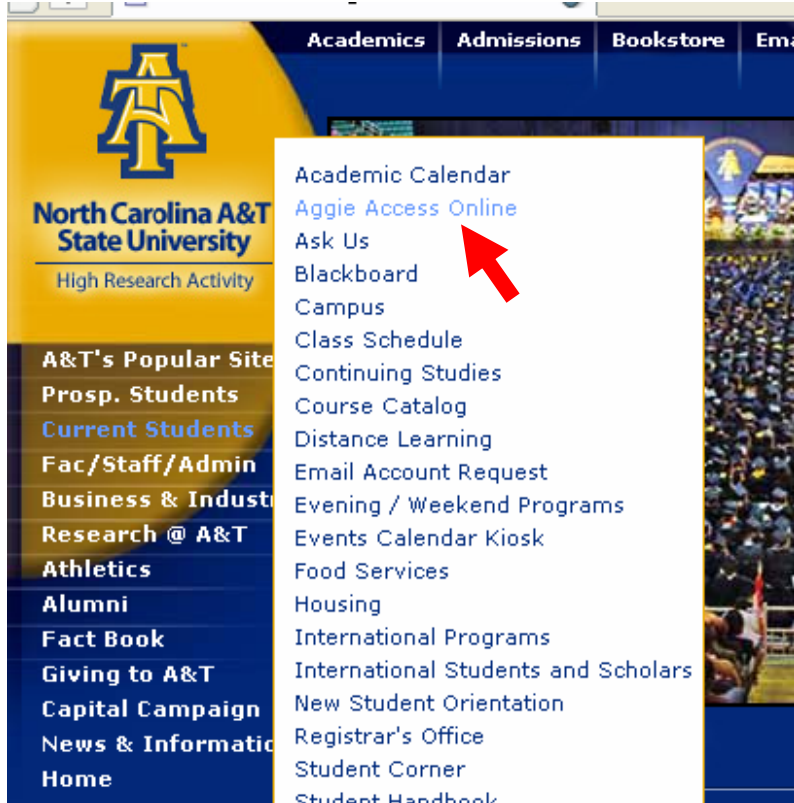 Academics Admissions Bookstore
North Carolina A&T
State University
High Research Activity
A&T's Popular Site
Prosp. Students
Current Students
Fac/Staff/Admin
Business & Industr
Research @ A&T
Athletics
Alumni
Fact Book
Giving to A&T
Capital Campaign
News & Informatio
Home
Academic Calendar
Aggie Access Online
Ask Us
Blackboard
Campus
Class Schedule
Continuing Studies
Course Catalog
Distance Learning
Email Account Request
Evening / Weekend Programs
Events Calendar Kiosk
Food Services
Housing
International Programs
International Students and Scholars
New Student Orientation
Registrar's Office
Student Corner
Student Handbook